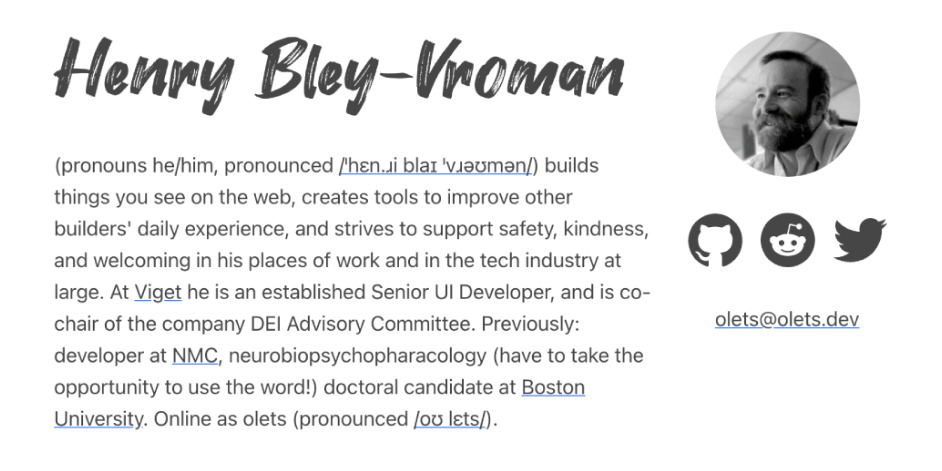 Henry Bley-Vroman
(pronouns he/him, pronounced /ˈhɛn.ɹi blaɪ ˈvɹəʊmən/) builds
things you see on the web, creates tools to improve other
builders' daily experience, and strives to support safety, kindness,
and welcoming in his places of work and in the tech industry at
large. At Viget he is an established Senior UI Developer, and is co-
chair of the company DEI Advisory Committee. Previously:
developer at NMC, neurobiopsychopharacology (have to take the
opportunity to use the word!) doctoral candidate at Boston
University. Online as olets (pronounced /oʊ lɛts/).
olets@olets.dev